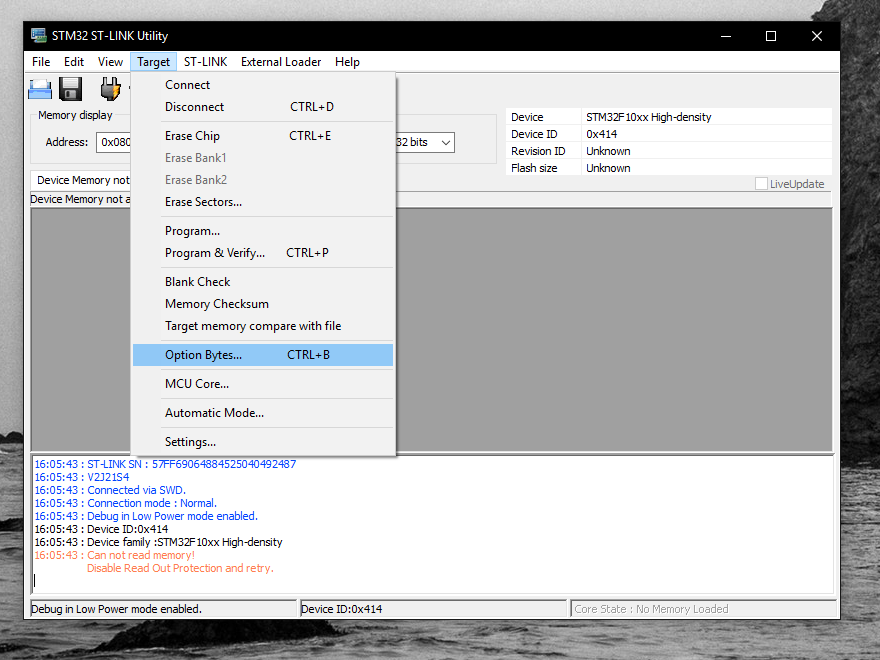 STM32 ST-LINK Utility
File Edit View Target ST-LINK External Loader Help
Memory display
Address: 0x080
32 bits
Device STM32F10xx High-density
Device ID 0x414
Revision ID Unknown
Flash size Unknown
LiveUpdate
Device Memory not
Device Memory not a
Connect
Disconnect CTRL+D
Erase Chip CTRL+E
Erase Bank1
Erase Bank2
Erase Sectors...
Program...
Program & Verify... CTRL+P
Blank Check
Memory Checksum
Target memory compare with file
Option Bytes... CTRL+B
MCU Core...
Automatic Mode...
Settings...
16:05:43 : ST-LINK SN : 57FF69064884525040492487
16:05:43 : V2J21S4
16:05:43 : Connected via SWD.
16:05:43 : Connection mode : Normal.
16:05:43 : Debug in Low Power mode enabled.
16:05:43 : Device ID:0x414
16:05:43 : Device family :STM32F10xx High-density
16:05:43 : Can not read memory!
Disable Read Out Protection and retry.
Debug in Low Power mode enabled. Device ID:0x414 Core State : No Memory Loaded